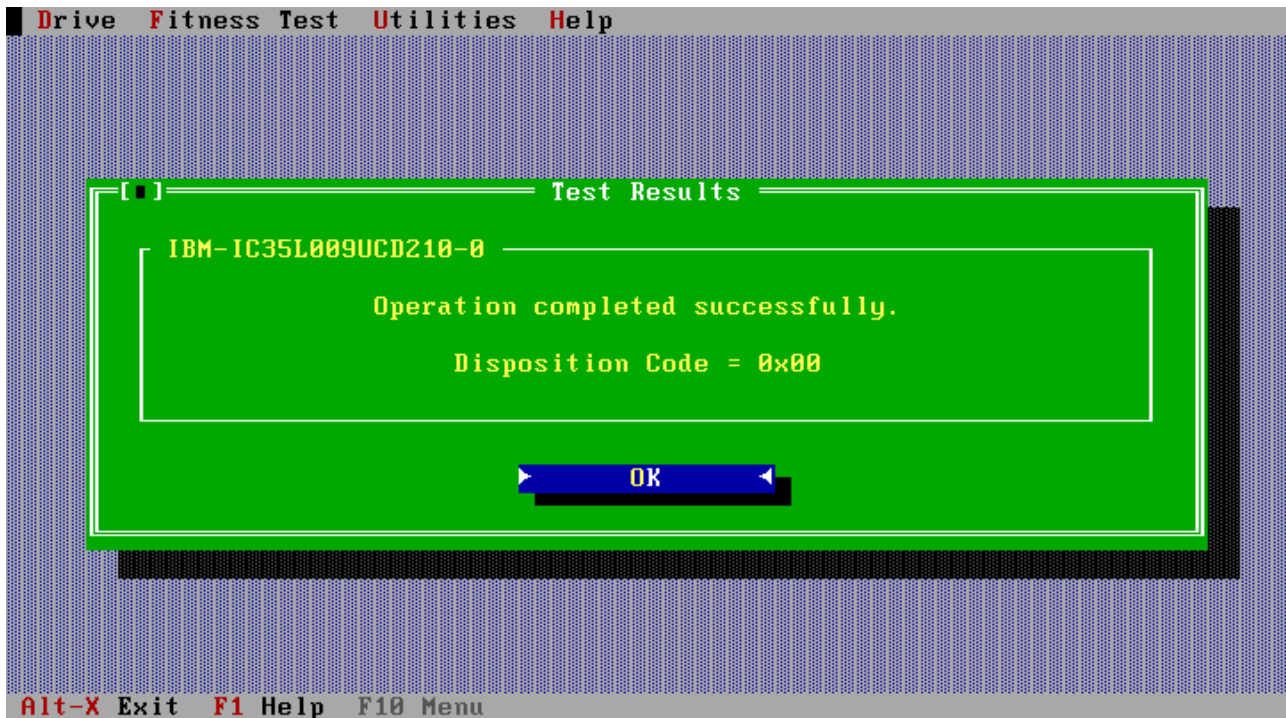 Drive Fitness Test Utilities Help
[■] Test Results
IBM-IC35L009UCD210-0
Operation completed successfully.
Disposition Code = 0x00
OK
Alt-X Exit F1 Help F10 Menu